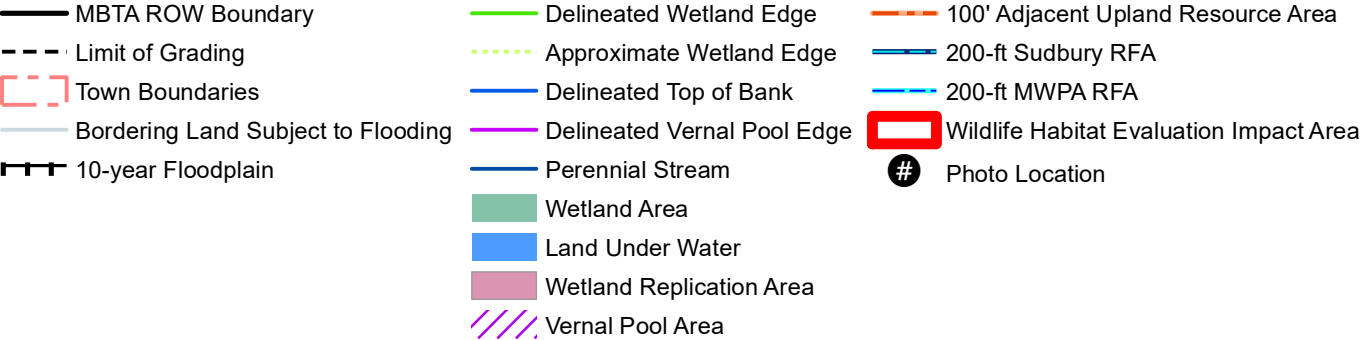 MBTA ROW Boundary
Limit of Grading
Town Boundaries
Bordering Land Subject to Flooding
10-year Floodplain
Delineated Wetland Edge
Approximate Wetland Edge
Delineated Top of Bank
Delineated Vernal Pool Edge
Perennial Stream
Wetland Area
Land Under Water
Wetland Replication Area
Vernal Pool Area
100' Adjacent Upland Resource Area
200-ft Sudbury RFA
200-ft MWPA RFA
Wildlife Habitat Evaluation Impact Area
# Photo Location